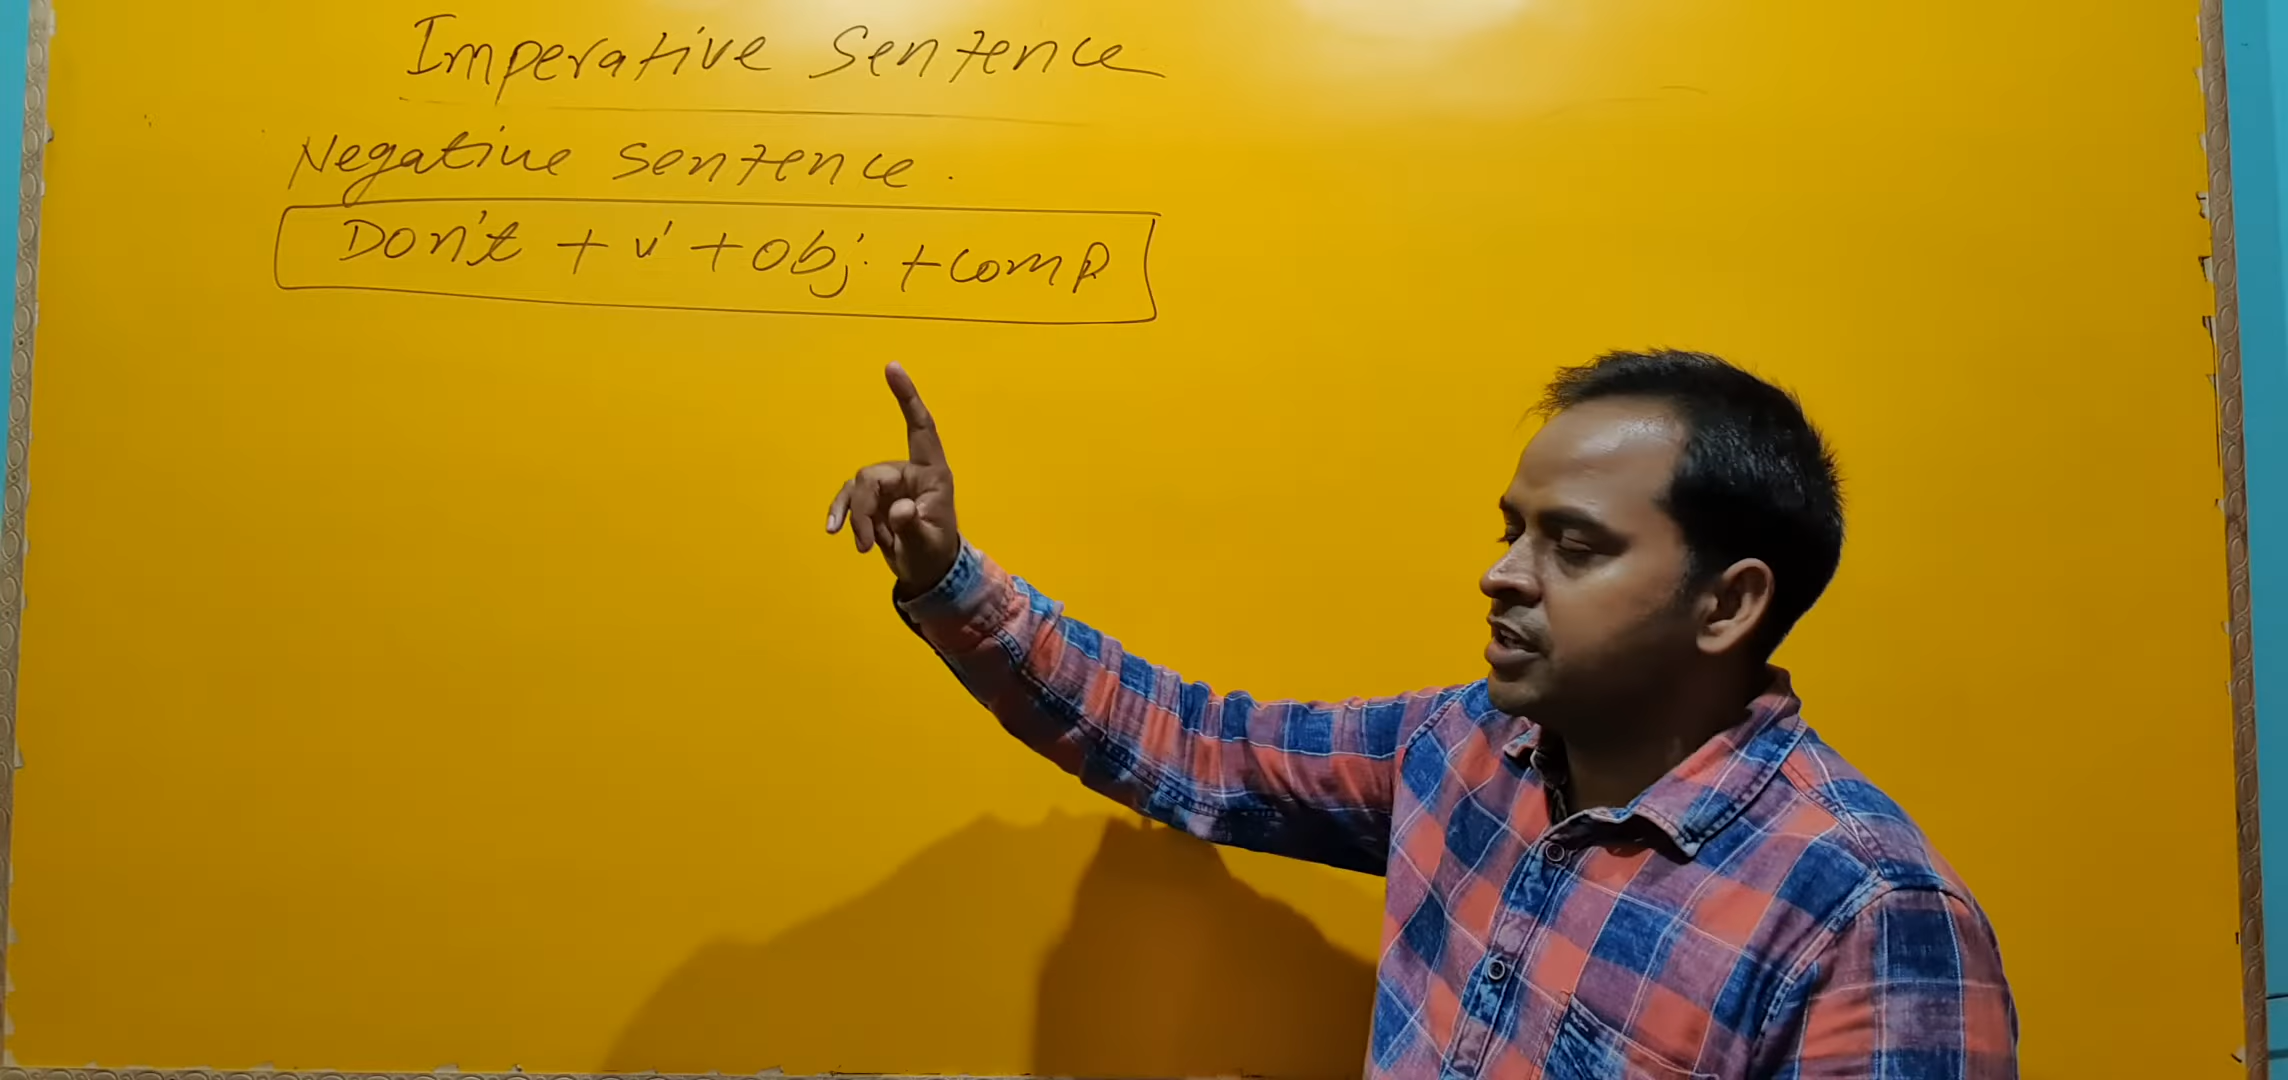 Imperative Sentence
Negative Sentence.
Don't + v' + obj. + comp.